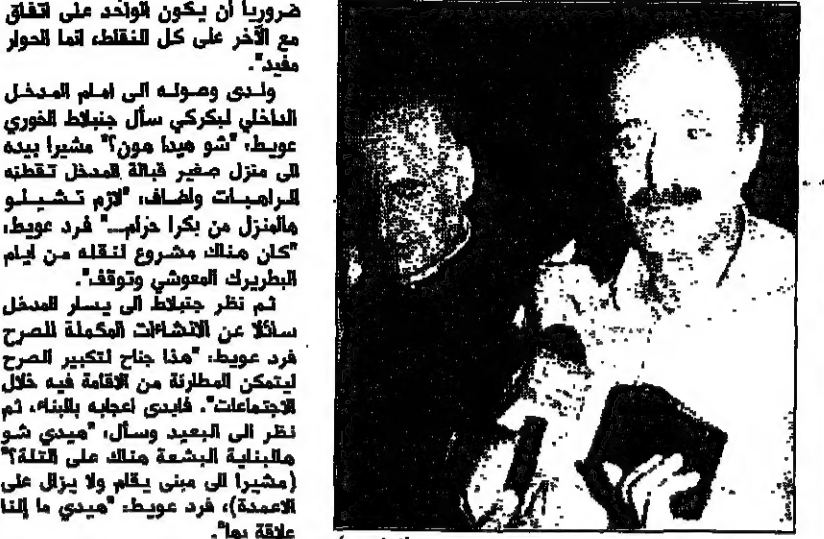 ضرورياً أن يكون الواحد على اتفاق
مع الآخر على كل النقاط، انما الحوار
مفيد".
ولدى وصوله الى امام المدخل
الداخلي لبكركي سأل جنبلاط الخوري
عويط، "شو هيدا هون؟" مشيرا بيده
الى منزل صغير قبالة المدخل تقطنه
الراهبات واضاف، "لازم تشيلو
هالمنزل من بكرا حرام..." فرد عويط،
"كان هناك مشروع لنقله من ايام
البطريرك المعوشي وتوقف".
ثم نظر جنبلاط الى يسار المدخل
سائلا عن الانشاءات المكملة للصرح
فرد عويط، "هذا جناح لتكبير الصرح
ليتمكن المطارنة من الاقامة فيه خلال
الاجتماعات". فابدى اعجابه بالبناء، ثم
نظر الى البعيد وسأل، "هيدي شو
هالبناية البشعة هناك على التلة؟"
(مشيرا الى مبنى يقام ولا يزال على
الاعمدة)، فرد عويط، "هيدي ما إلنا
علاقة بها".